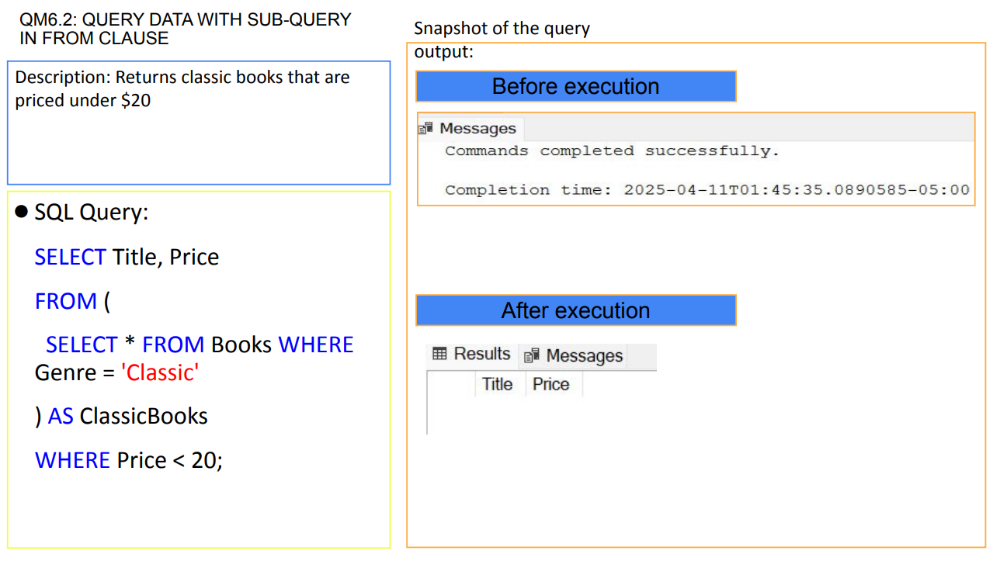 QM6.2: QUERY DATA WITH SUB-QUERY
IN FROM CLAUSE
Description: Returns classic books that are
priced under $20
● SQL Query:
SELECT Title, Price
FROM (
SELECT * FROM Books WHERE
Genre = 'Classic'
) AS ClassicBooks
WHERE Price < 20;
Snapshot of the query
output:
Before execution
Messages
Commands completed successfully.
Completion time: 2025-04-11T01:45:35.0890585-05:00
After execution
Results Messages
Title Price